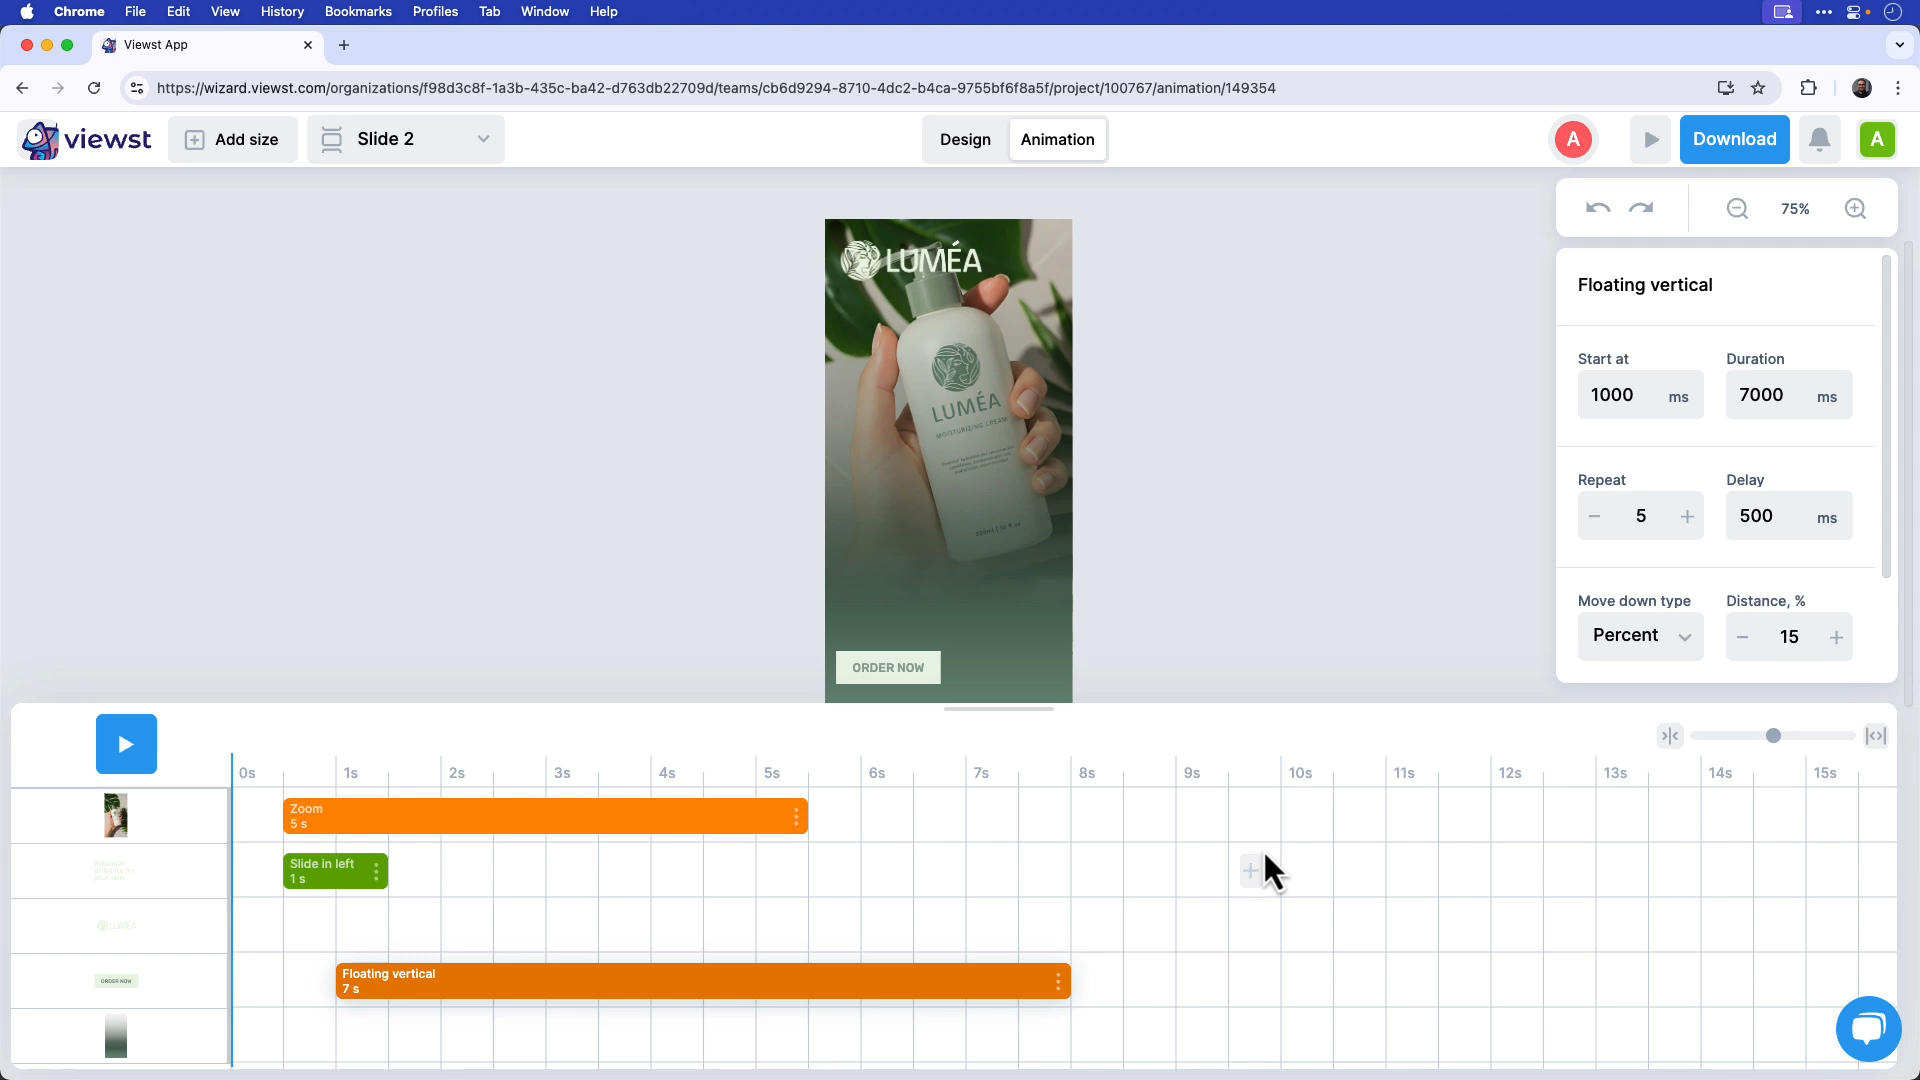 Chrome File Edit View History Bookmarks Profiles Tab Window Help
Viewst App
https://wizard.viewst.com/organizations/f98d3c8f-1a3b-435c-ba42-d763db22709d/teams/cb6d9294-8710-4dc2-b4ca-9755bf6f8a5f/project/100767/animation/149354
viewst Add size Slide 2 Design Animation A Download A
75%
LUMÉA
LUMÉA
MOISTURIZING CREAM
ORDER NOW
Floating vertical
Start at Duration
1000 ms 7000 ms
Repeat Delay
5 500 ms
Move down type Distance, %
Percent 15
0s 1s 2s 3s 4s 5s 6s 7s 8s 9s 10s 11s 12s 13s 14s 15s
Zoom
5 s
Slide in left
1 s
LUMÉA
ORDER NOW
Floating vertical
7 s